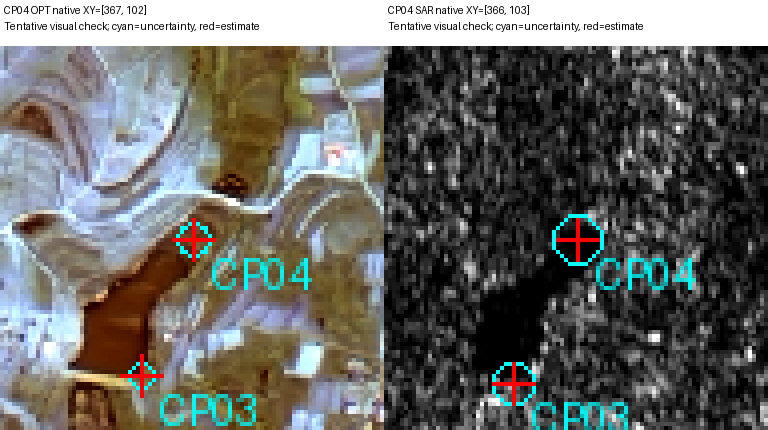 CP04 OPT native XY=[367, 102]
Tentative visual check; cyan=uncertainty, red=estimate
CP04 SAR native XY=[366, 103]
Tentative visual check; cyan=uncertainty, red=estimate
CP04
CP03
CP04
CP03